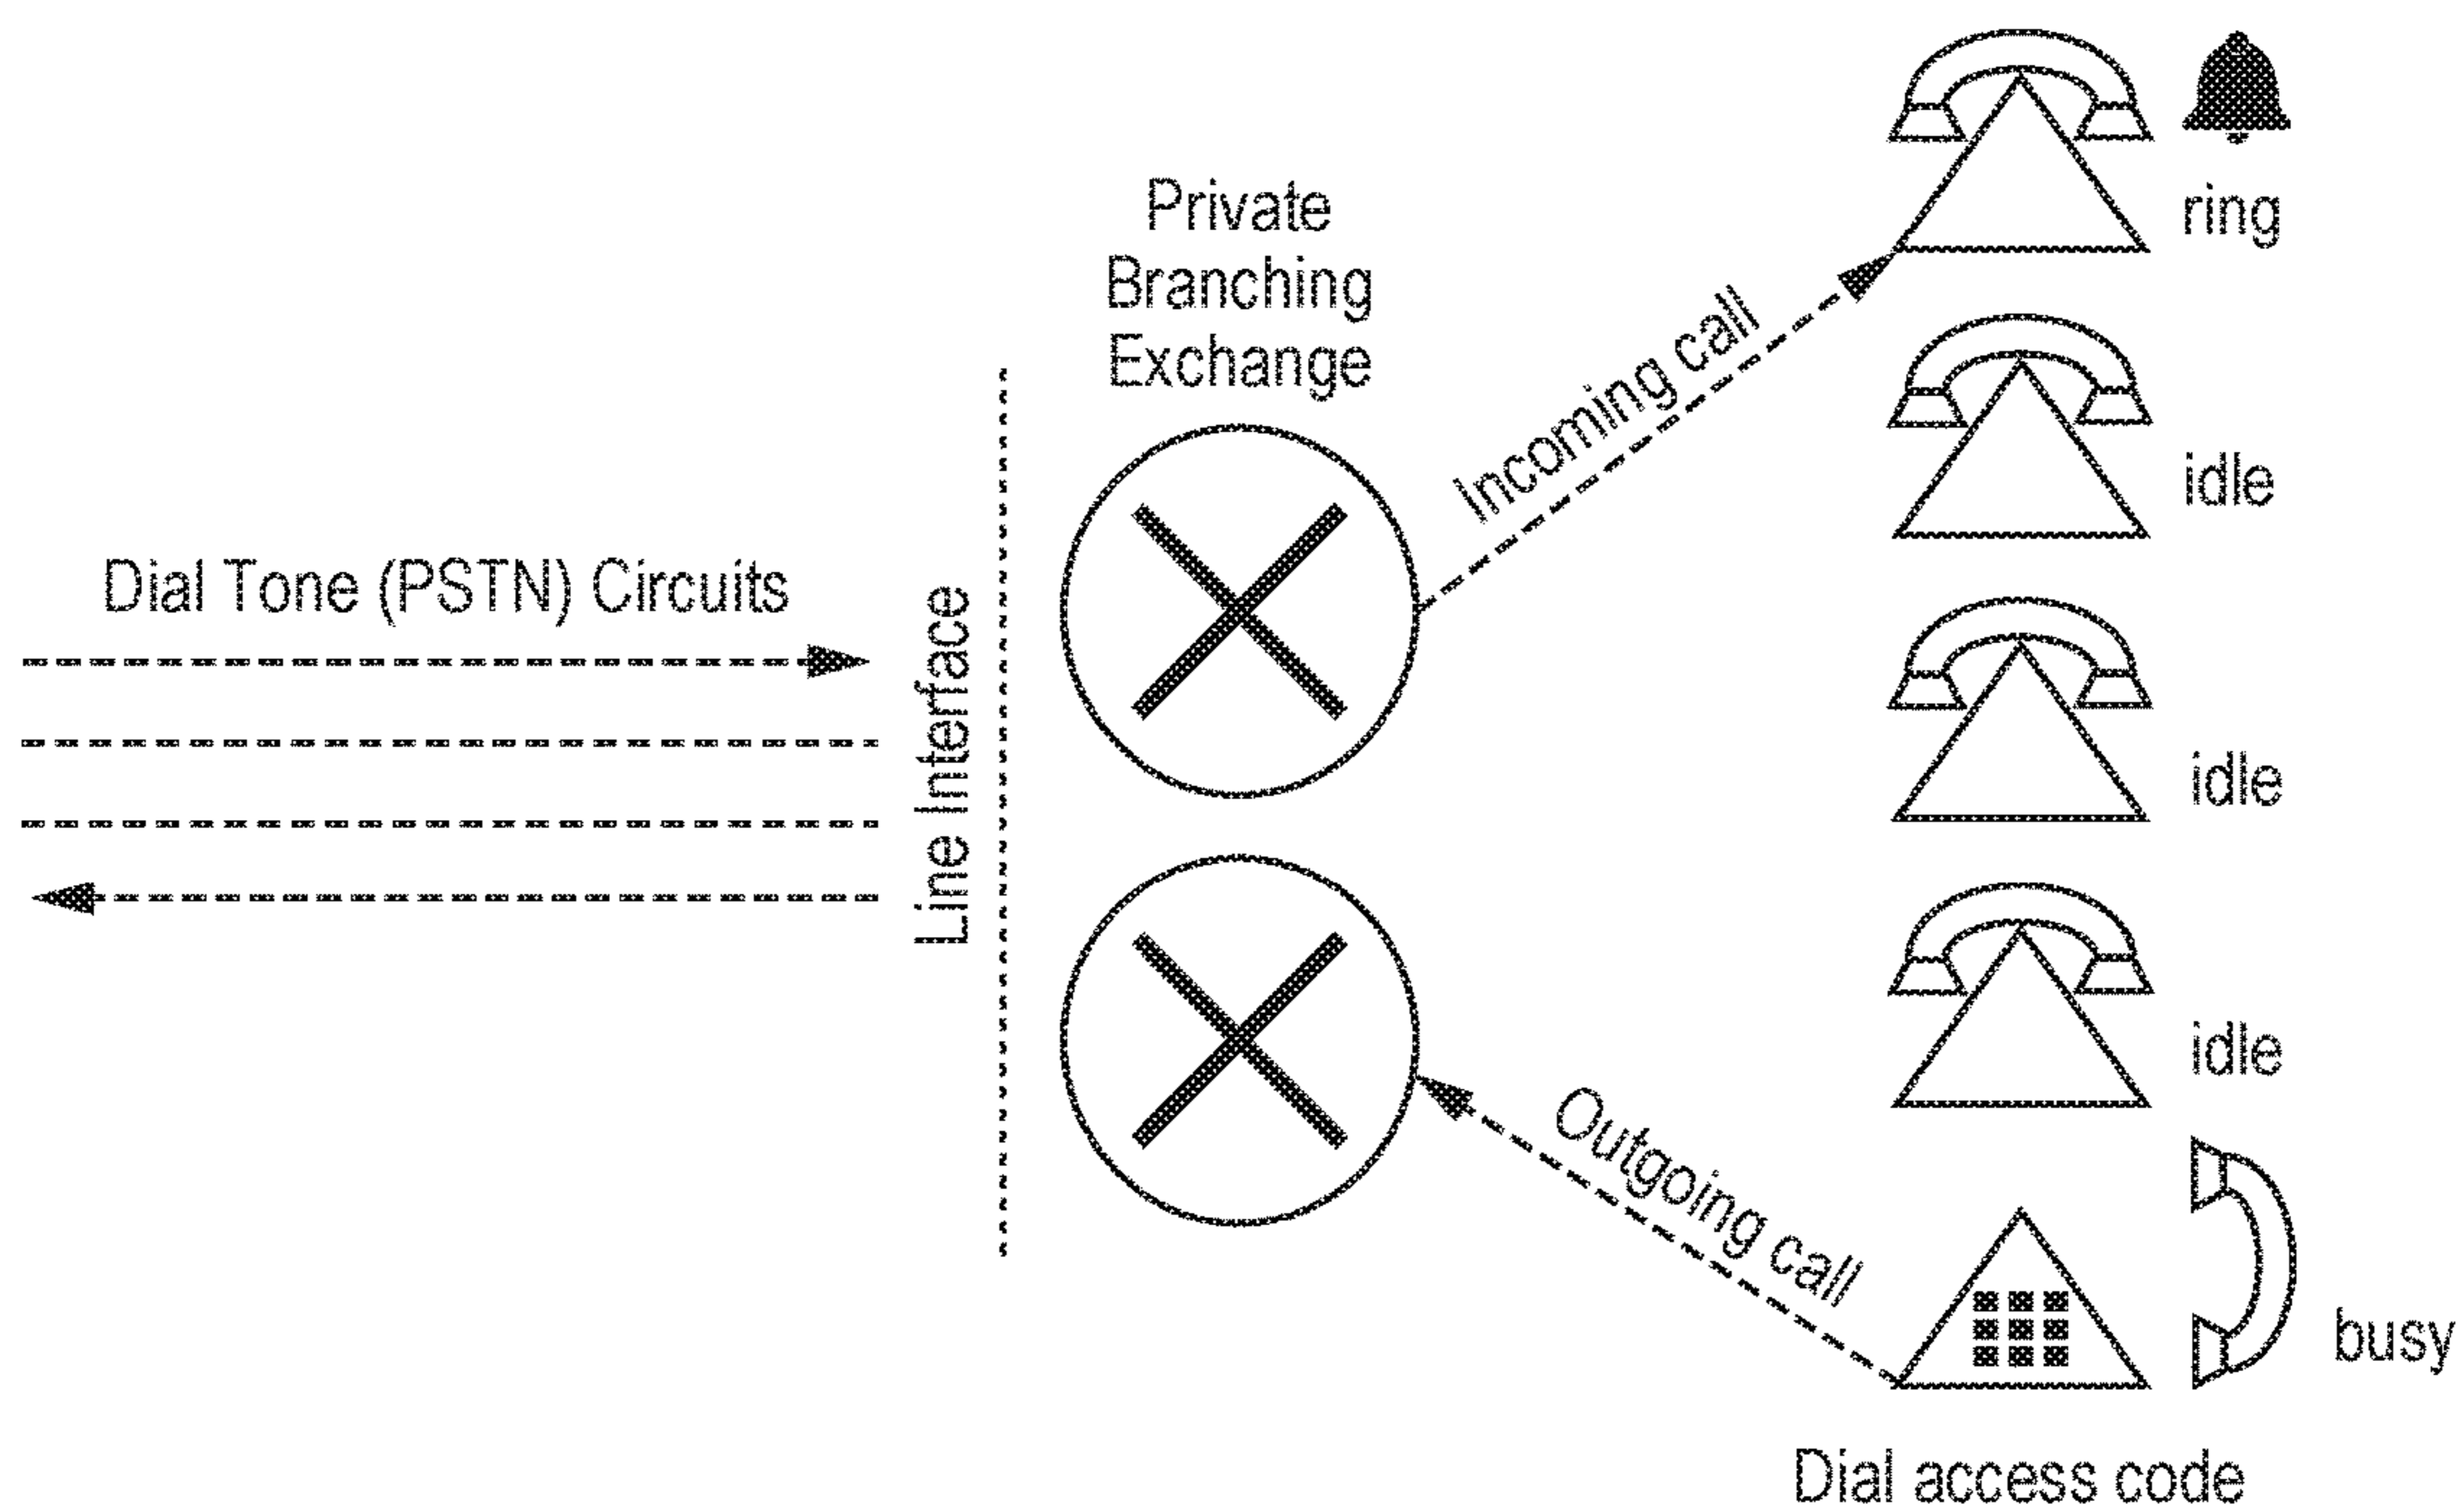 Dial Tone (PSTN) Circuits
Line Interface
Private
Branching
Exchange
Incoming call
Outgoing call
ring
idle
idle
idle
busy
Dial access code